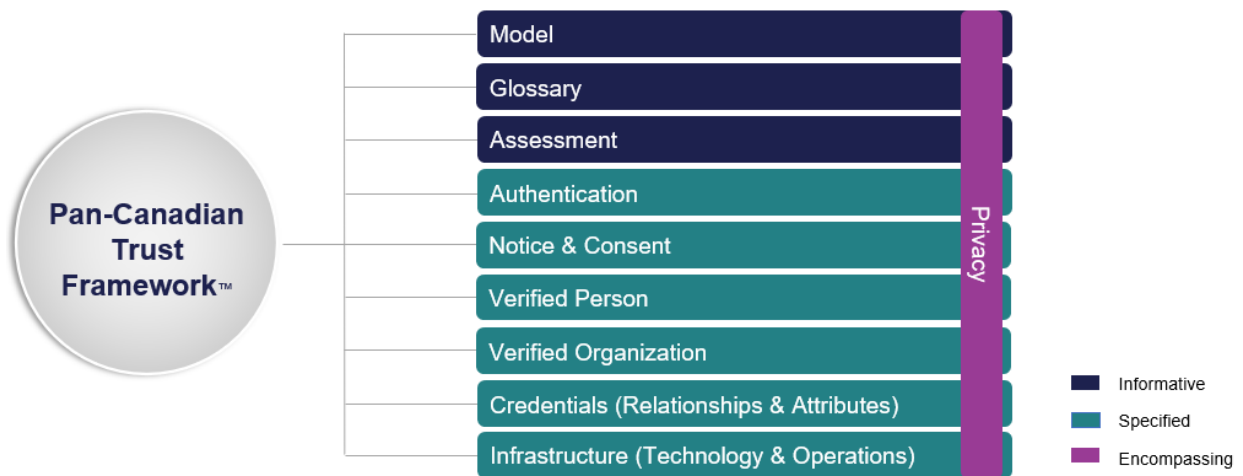 Pan-Canadian
Trust
Framework™
Model
Glossary
Assessment
Authentication
Notice & Consent
Verified Person
Verified Organization
Credentials (Relationships & Attributes)
Infrastructure (Technology & Operations)
Privacy
Informative
Specified
Encompassing